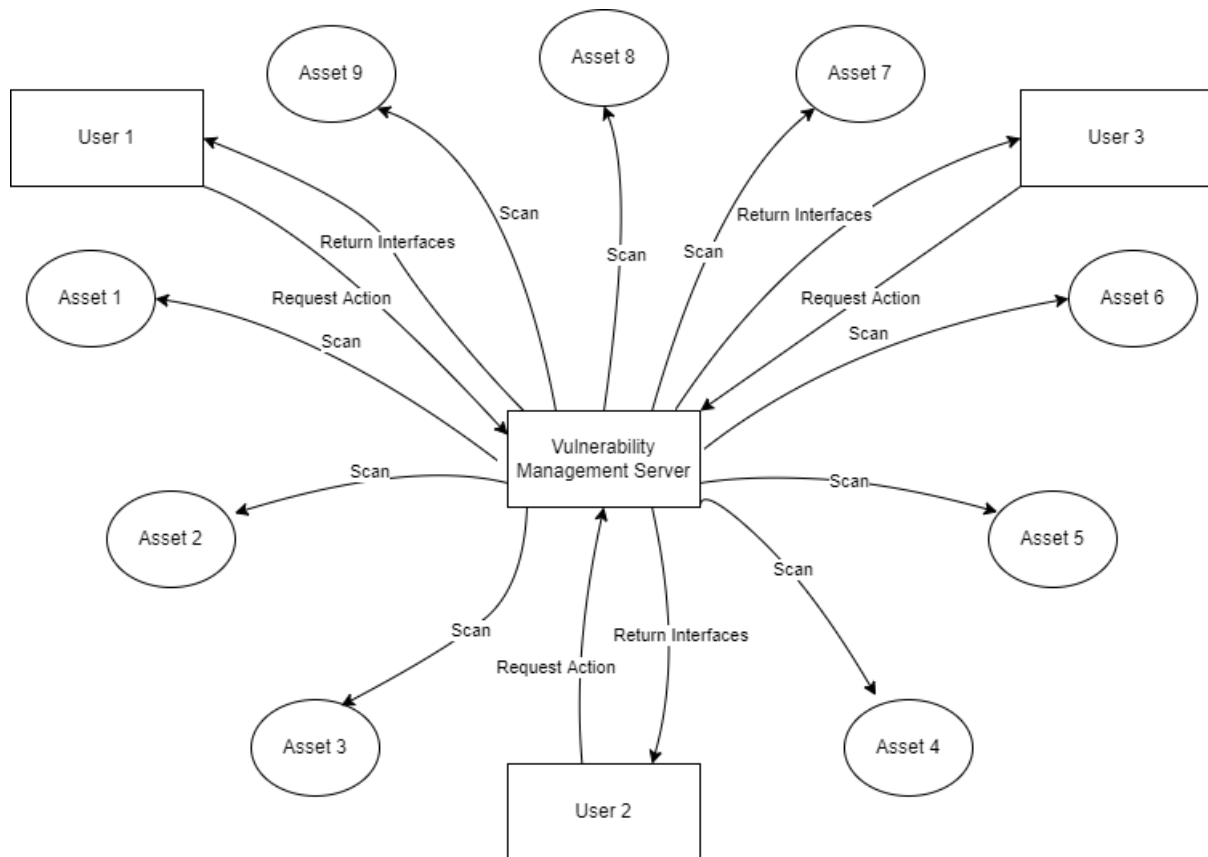 Asset 8
Asset 9
Asset 7
User 1
User 3
Scan
Return Interfaces
Return Interfaces
Scan
Scan
Asset 1
Request Action
Request Action
Asset 6
Scan
Scan
Vulnerability
Management Server
Scan
Scan
Asset 2
Asset 5
Scan
Scan
Return Interfaces
Request Action
Asset 3
Asset 4
User 2